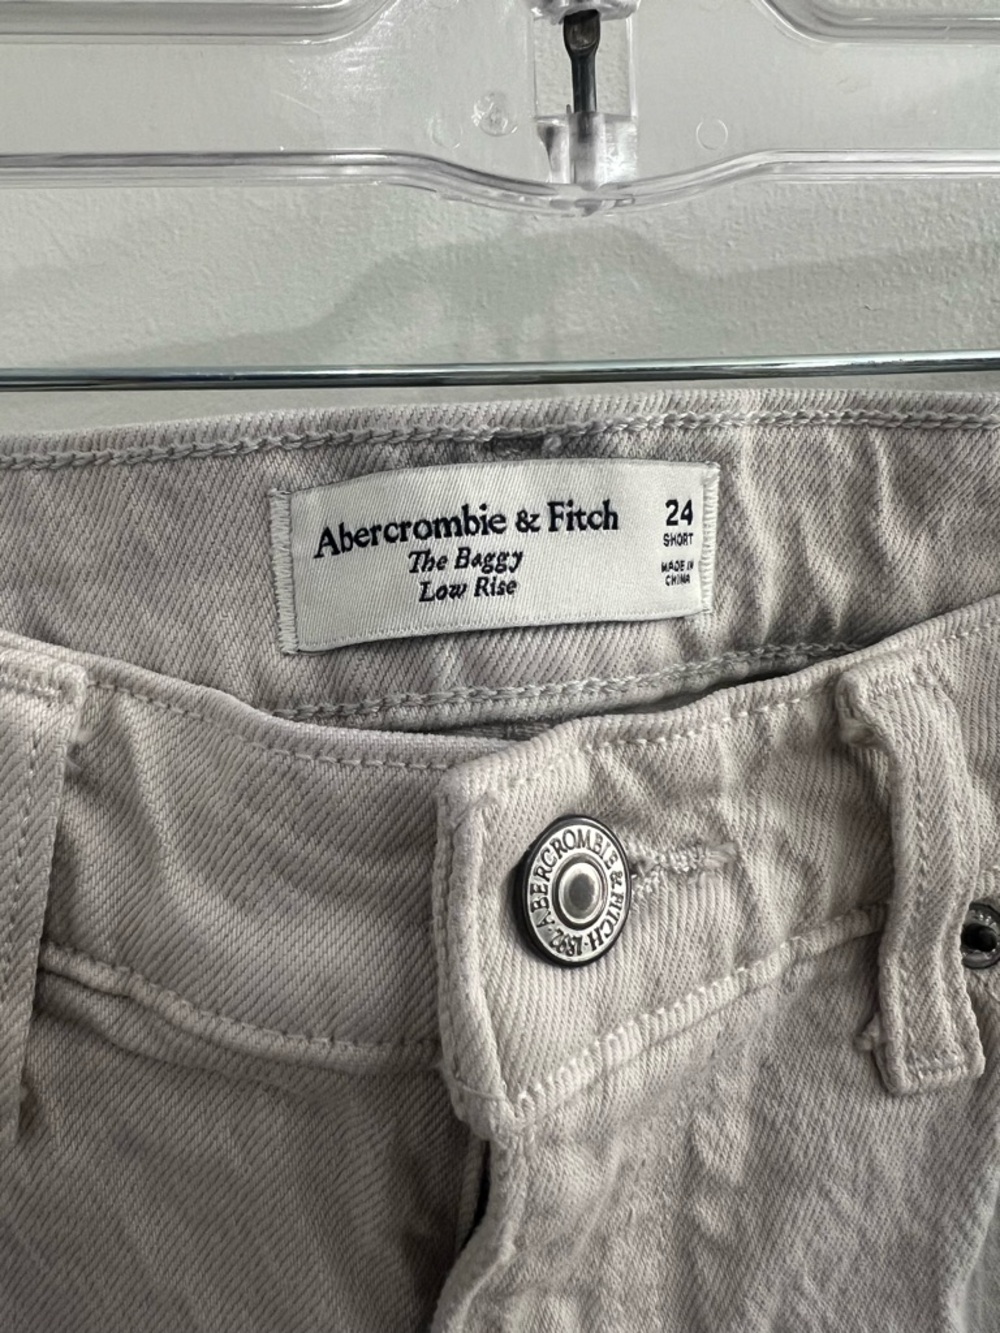 Abercrombie & Fitch
The Baggy
Low Rise
24
SHORT
MADE IN
CHINA
ABERCROMBIE & FITCH · 1892 ·